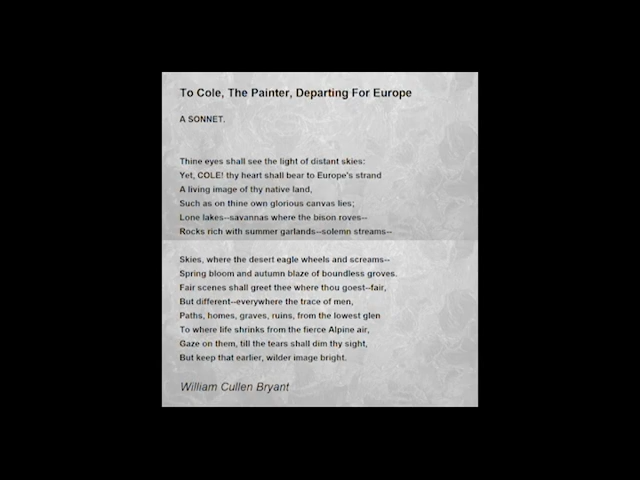 To Cole, The Painter, Departing For Europe
A SONNET.
Thine eyes shall see the light of distant skies:
Yet, COLE! thy heart shall bear to Europe's strand
A living image of thy native land,
Such as on thine own glorious canvas lies;
Lone lakes--savannas where the bison roves--
Rocks rich with summer garlands--solemn streams--
Skies, where the desert eagle wheels and screams--
Spring bloom and autumn blaze of boundless groves.
Fair scenes shall greet thee where thou goest--fair,
But different--everywhere the trace of men,
Paths, homes, graves, ruins, from the lowest glen
To where life shrinks from the fierce Alpine air,
Gaze on them, till the tears shall dim thy sight,
But keep that earlier, wilder image bright.
William Cullen Bryant